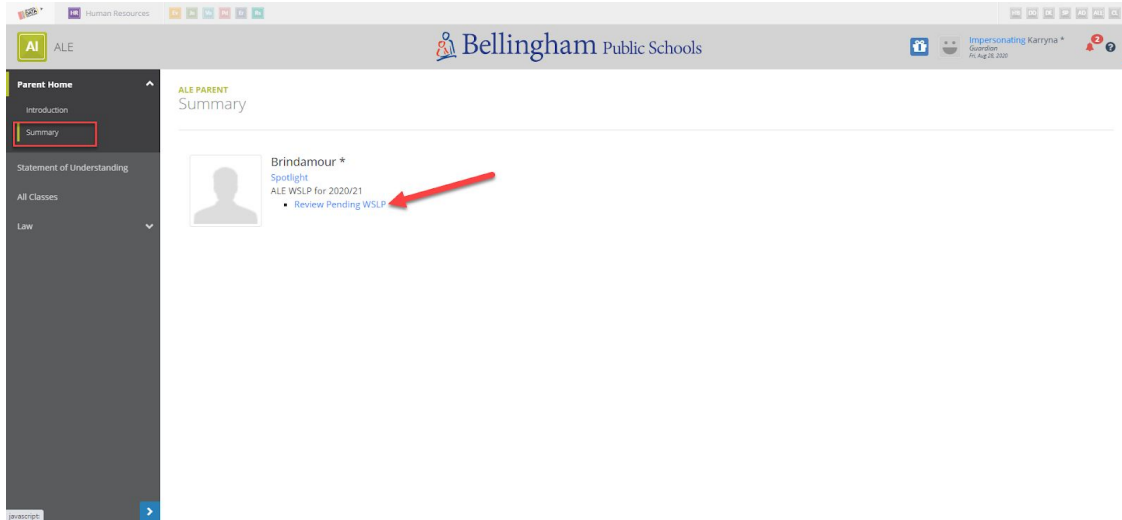 DATA
HR Human Resources
AI ALE
Bellingham Public Schools
Impersonating Karryna *
Guardian
Fri, Aug 28, 2020
2
Parent Home
Introduction
Summary
Statement of Understanding
All Classes
Law
ALE PARENT
Summary
Brindamour *
Spotlight
ALE WSLP for 2020/21
Review Pending WSLP
javascript: